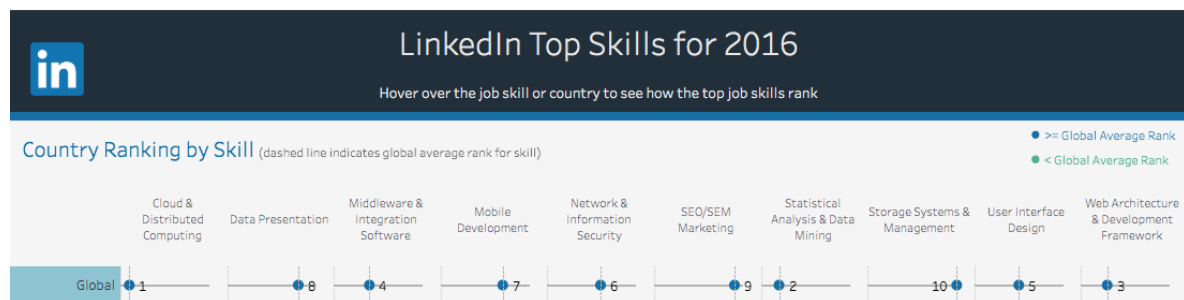 in
LinkedIn Top Skills for 2016
Hover over the job skill or country to see how the top job skills rank
>= Global Average Rank
Country Ranking by Skill (dashed line indicates global average rank for skill)
< Global Average Rank
Cloud &
Distributed
Computing
Data Presentation
Middleware &
Integration
Software
Mobile
Development
Network &
Information
Security
SEO/SEM
Marketing
Statistical
Analysis & Data
Mining
Storage Systems &
Management
User Interface
Design
Web Architecture
& Development
Framework
Global 1 8 4 7 6 9 2 10 5 3